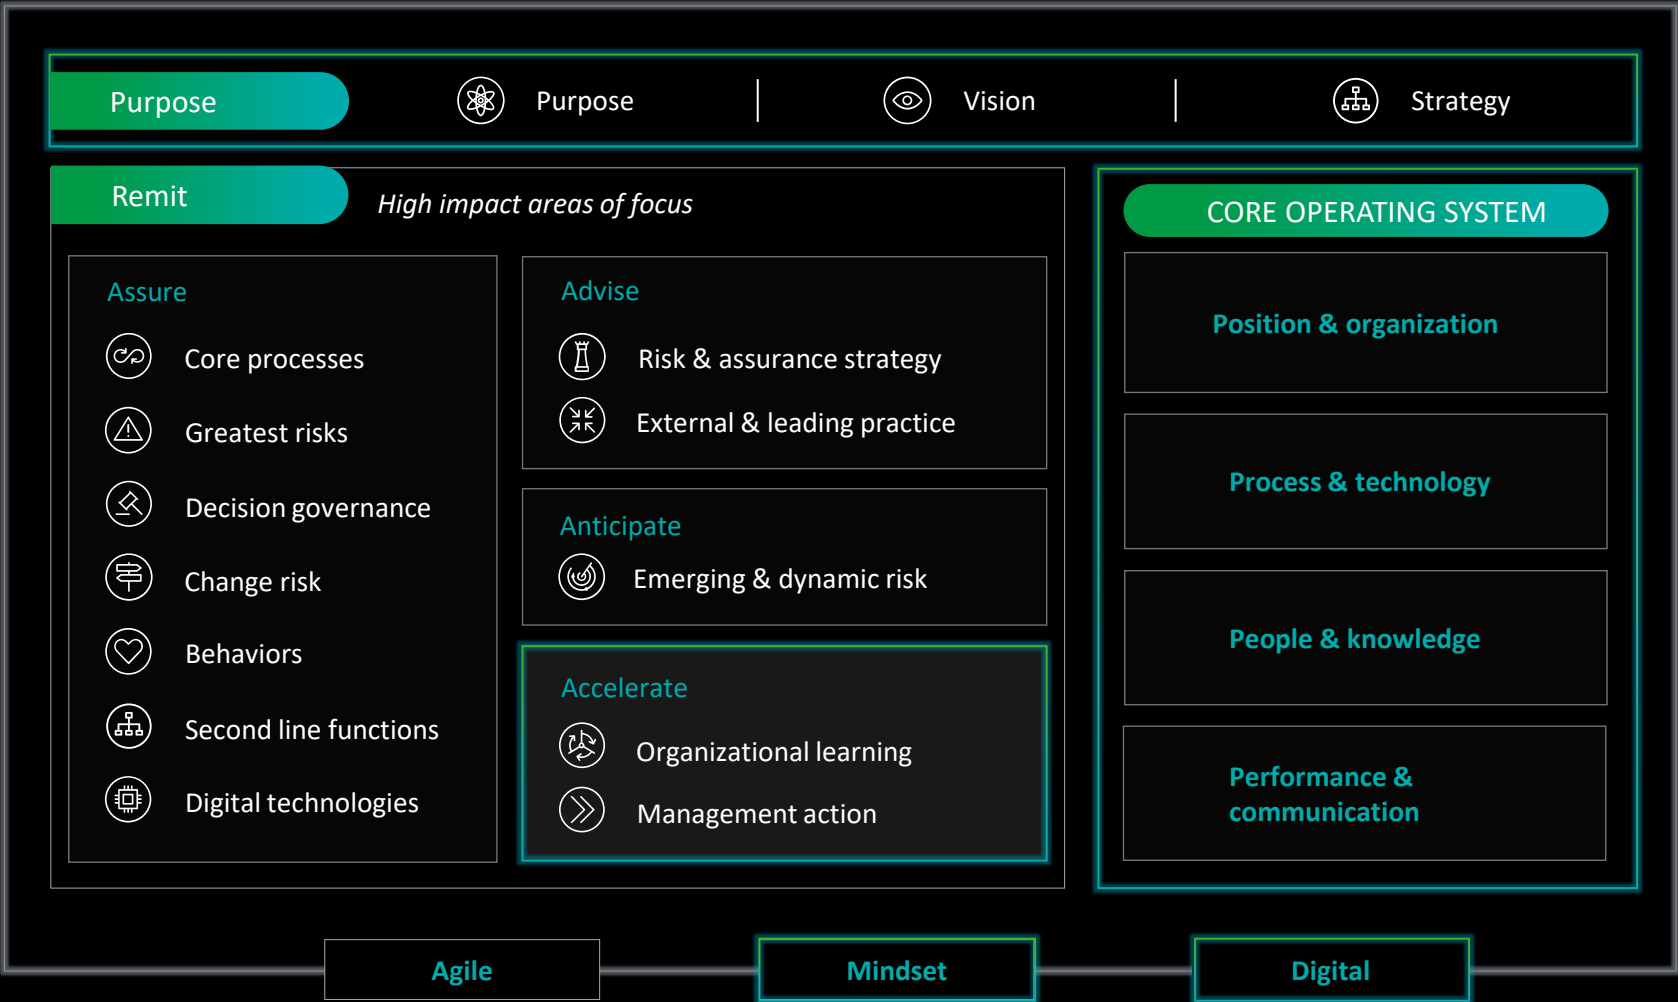 Purpose
Purpose
Vision
Strategy
Remit
High impact areas of focus
Assure
Core processes
Greatest risks
Decision governance
Change risk
Behaviors
Second line functions
Digital technologies
Advise
Risk & assurance strategy
External & leading practice
Anticipate
Emerging & dynamic risk
Accelerate
Organizational learning
Management action
CORE OPERATING SYSTEM
Position & organization
Process & technology
People & knowledge
Performance &
communication
Agile
Mindset
Digital